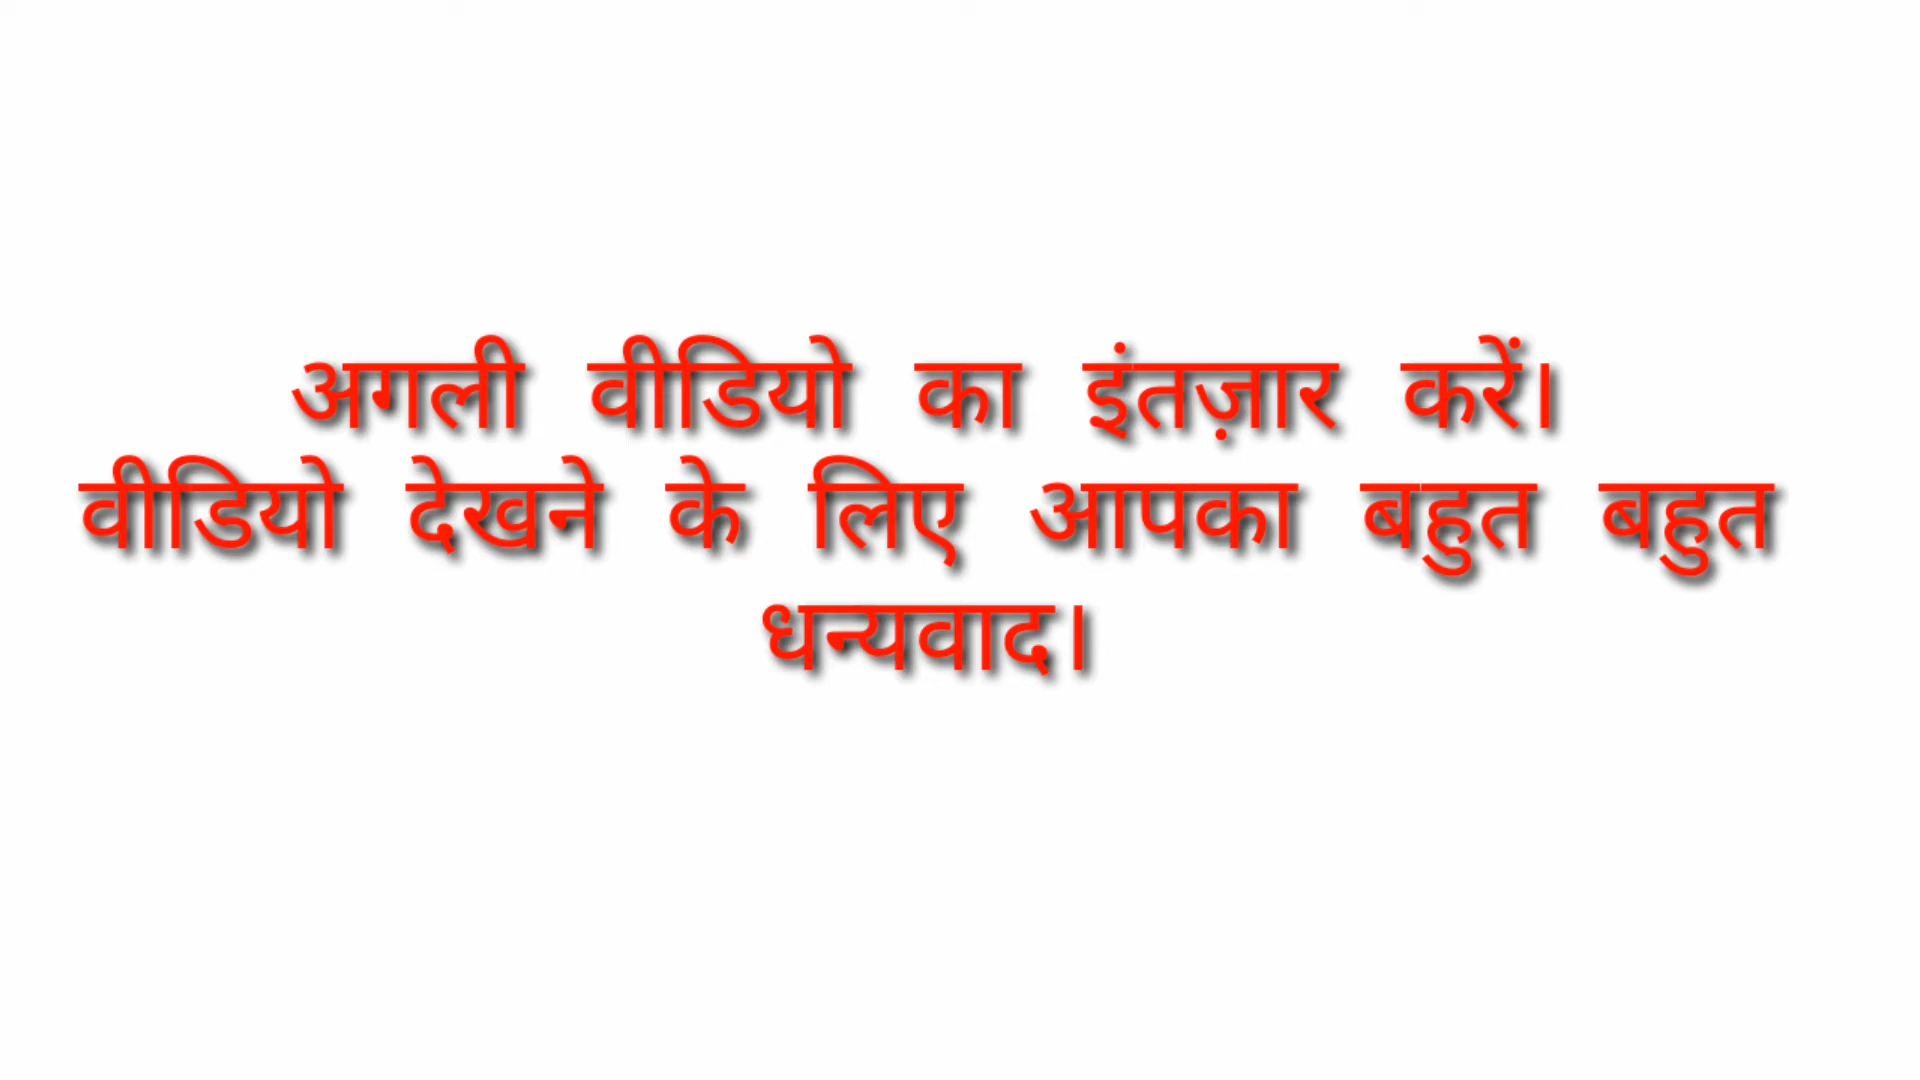 अगली वीडियो का इंतज़ार करें।
वीडियो देखने के लिए आपका बहुत बहुत
धन्यवाद।